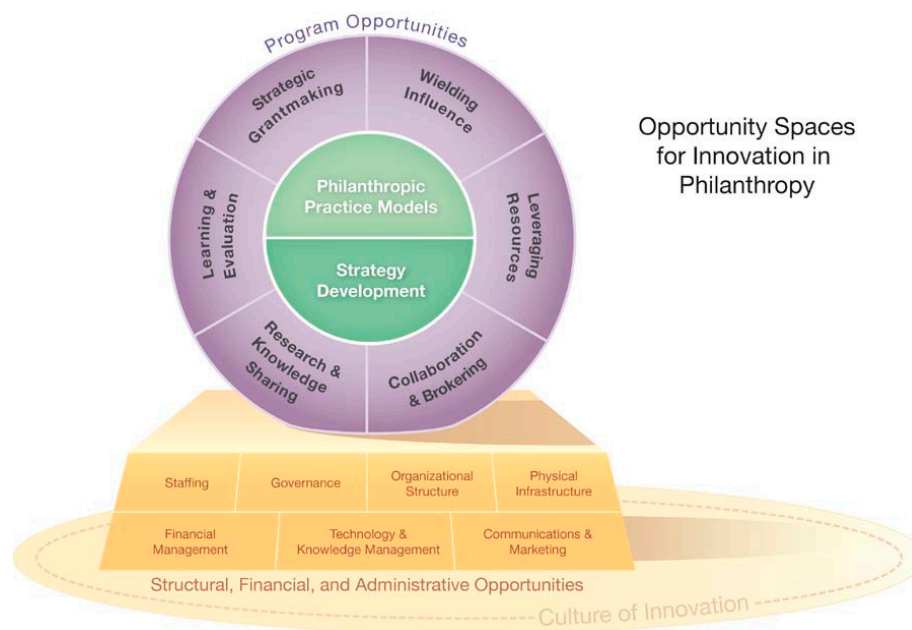 Program Opportunities
Strategic
Grantmaking
Wielding
Influence
Opportunity Spaces
for Innovation in
Philanthropy
Learning &
Evaluation
Philanthropic
Practice Models
Leveraging
Resources
Strategy
Development
Research &
Knowledge
Sharing
Collaboration
& Brokering
Staffing
Governance
Organizational
Structure
Physical
Infrastructure
Financial
Management
Technology &
Knowledge Management
Communications &
Marketing
Structural, Financial, and Administrative Opportunities
Culture of Innovation